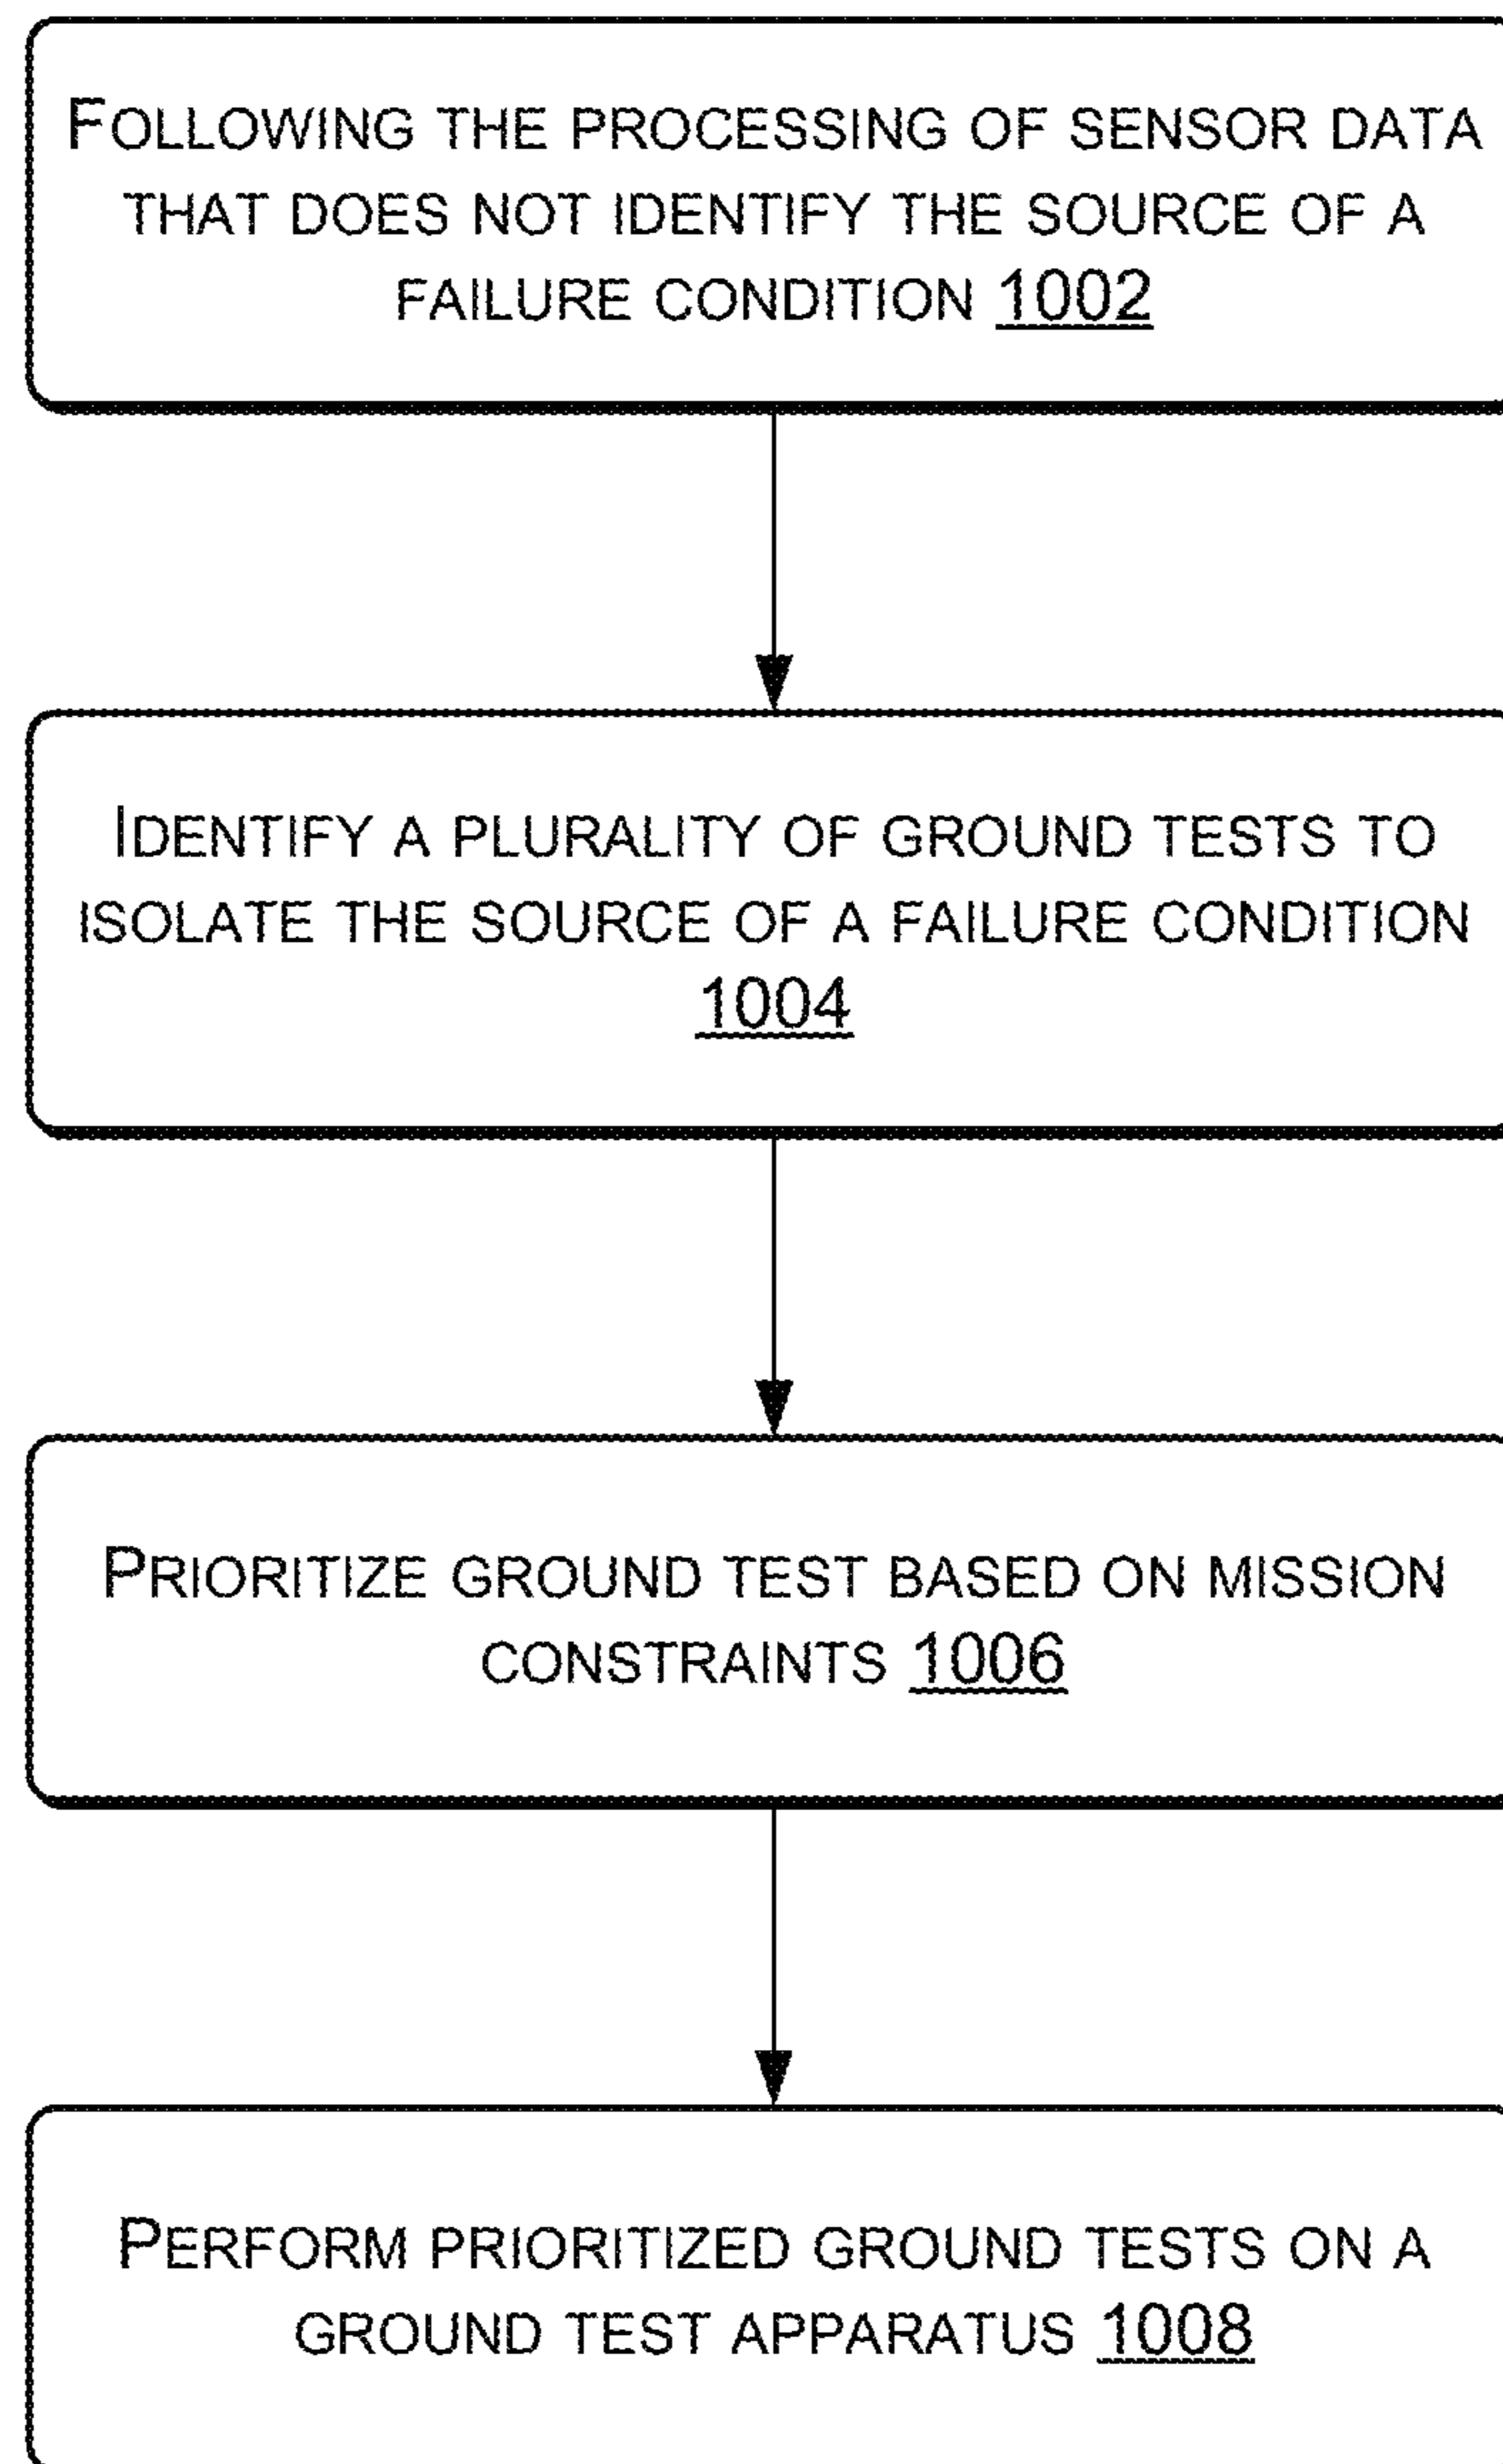 FOLLOWING THE PROCESSING OF SENSOR DATA
THAT DOES NOT IDENTIFY THE SOURCE OF A
FAILURE CONDITION 1002
IDENTIFY A PLURALITY OF GROUND TESTS TO
ISOLATE THE SOURCE OF A FAILURE CONDITION
1004
PRIORITIZE GROUND TEST BASED ON MISSION
CONSTRAINTS 1006
PERFORM PRIORITIZED GROUND TESTS ON A
GROUND TEST APPARATUS 1008